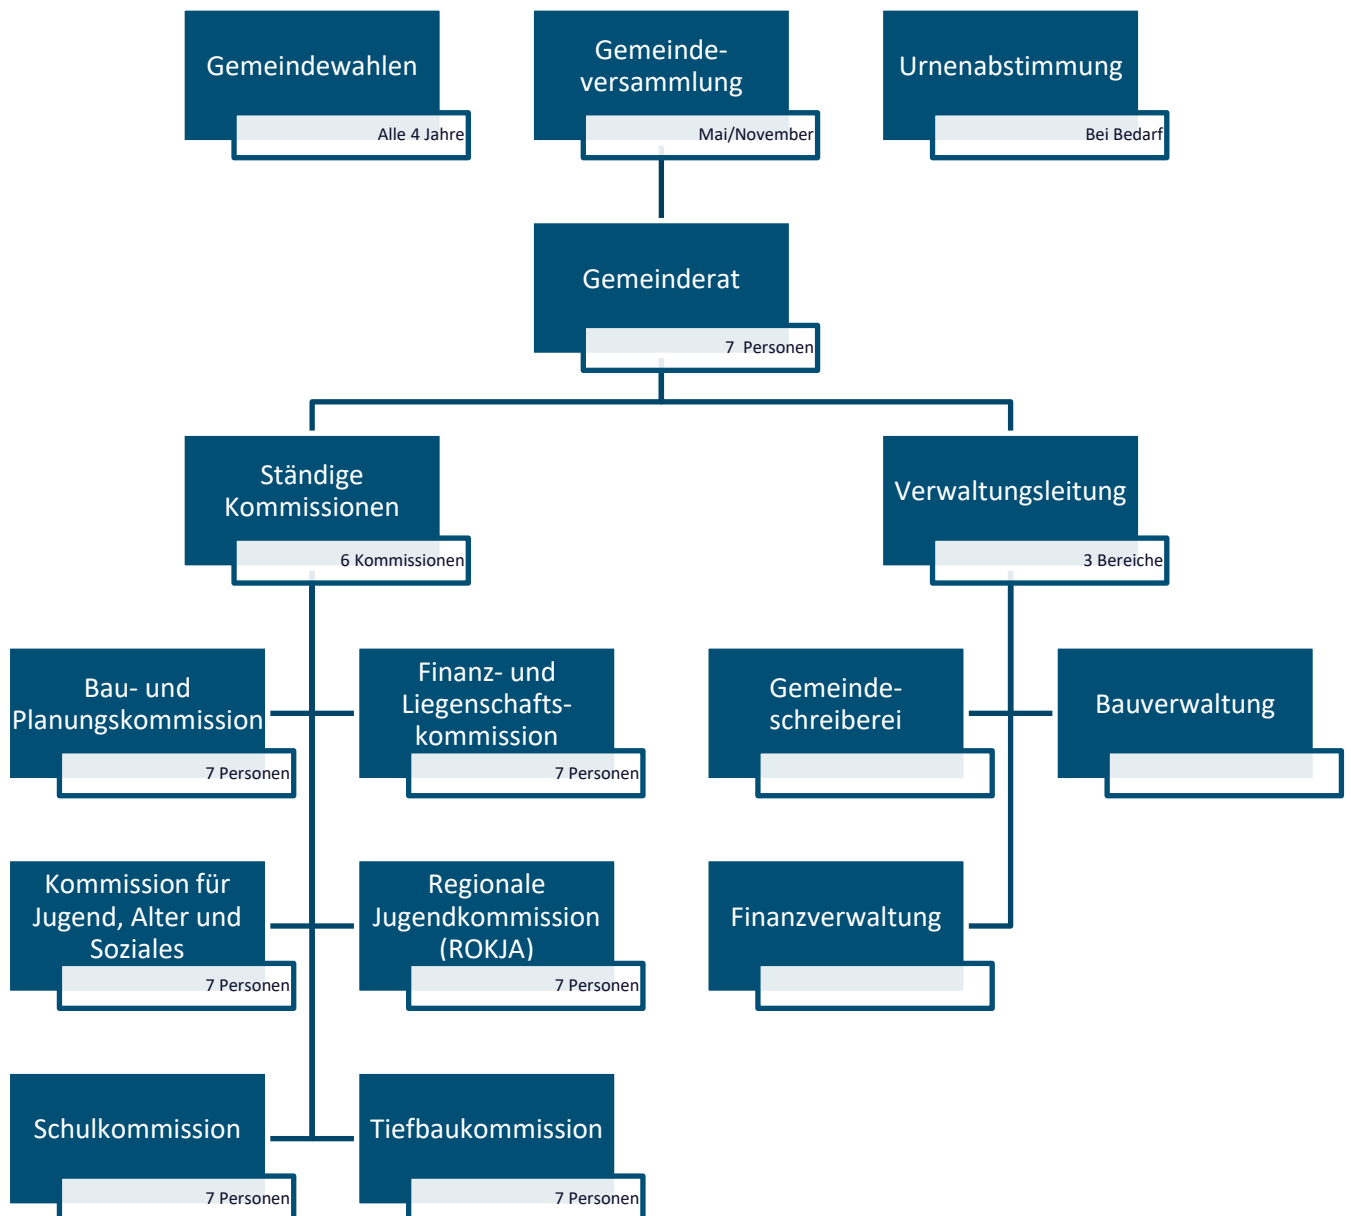 Gemeindewahlen
Alle 4 Jahre
Gemeinde-
versammlung
Mai/November
Urnenabstimmung
Bei Bedarf
Gemeinderat
7  Personen
Ständige
Kommissionen
6 Kommissionen
Verwaltungsleitung
3 Bereiche
Bau- und
Planungskommission
7 Personen
Finanz- und
Liegenschafts-
kommission
7 Personen
Gemeinde-
schreiberei
Bauverwaltung
Kommission für
Jugend, Alter und
Soziales
7 Personen
Regionale
Jugendkommission
(ROKJA)
7 Personen
Finanzverwaltung
Schulkommission
7 Personen
Tiefbaukommission
7 Personen